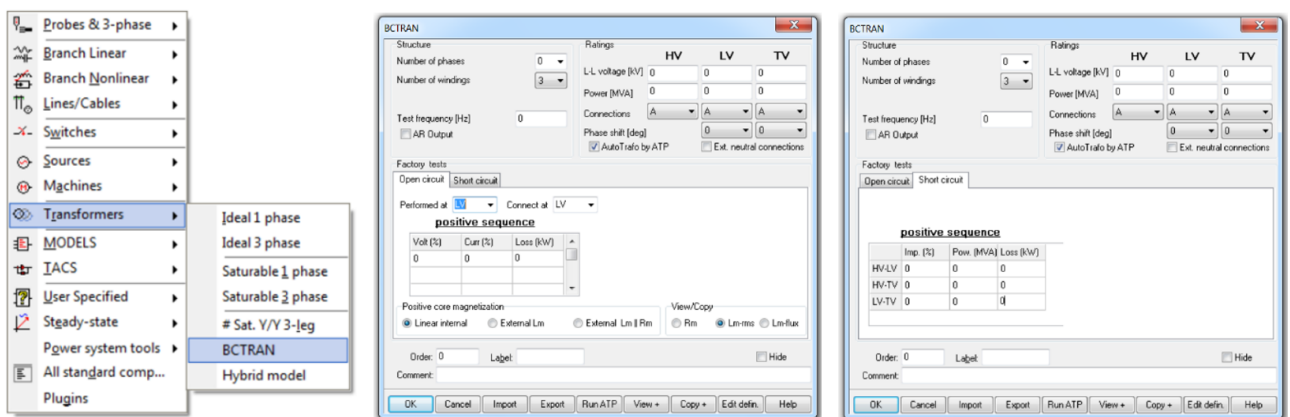 Probes & 3-phase
Branch Linear
Branch Nonlinear
Lines/Cables
Switches
Sources
Machines
Transformers
MODELS
TACS
User Specified
Steady-state
Power system tools
All standard comp...
Plugins
Ideal 1 phase
Ideal 3 phase
Saturable 1 phase
Saturable 3 phase
# Sat. Y/Y 3-leg
BCTRAN
Hybrid model
BCTRAN
Structure
Number of phases 0
Number of windings 3
Test frequency [Hz] 0
AR Output
Ratings
HV LV TV
L-L voltage [kV] 0 0 0
Power [MVA] 0 0 0
Connections A A A
Phase shift [deg] 0 0
AutoTrafo by ATP Ext. neutral connections
Factory tests
Open circuit Short circuit
Performed at LV Connect at LV
positive sequence
Volt (%) Curr (%) Loss (kW)
0 0 0
Positive core magnetization
Linear internal External Lm External Lm || Rm
View/Copy
Rm Lm-rms Lm-flux
Order: 0 Label: Hide
Comment:
OK Cancel Import Export Run ATP View + Copy + Edit defin. Help
BCTRAN
Structure
Number of phases 0
Number of windings 3
Test frequency [Hz] 0
AR Output
Ratings
HV LV TV
L-L voltage [kV] 0 0 0
Power [MVA] 0 0 0
Connections A A A
Phase shift [deg] 0 0
AutoTrafo by ATP Ext. neutral connections
Factory tests
Open circuit Short circuit
positive sequence
Imp. (%) Pow. (MVA) Loss (kW)
HV-LV 0 0 0
HV-TV 0 0 0
LV-TV 0 0 0
Order: 0 Label: Hide
Comment:
OK Cancel Import Export Run ATP View + Copy + Edit defin. Help